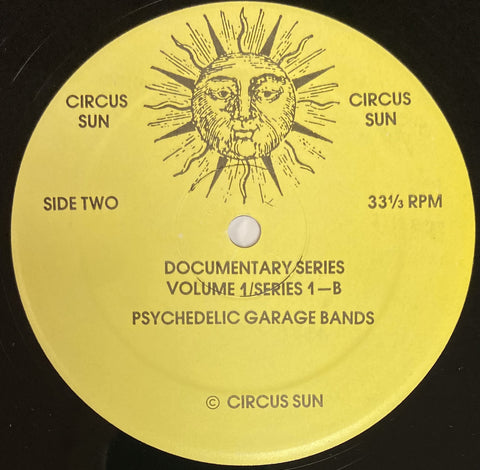 CIRCUS SUN
CIRCUS SUN
SIDE TWO
33⅓ RPM
DOCUMENTARY SERIES
VOLUME 1/SERIES 1—B
PSYCHEDELIC GARAGE BANDS
© CIRCUS SUN